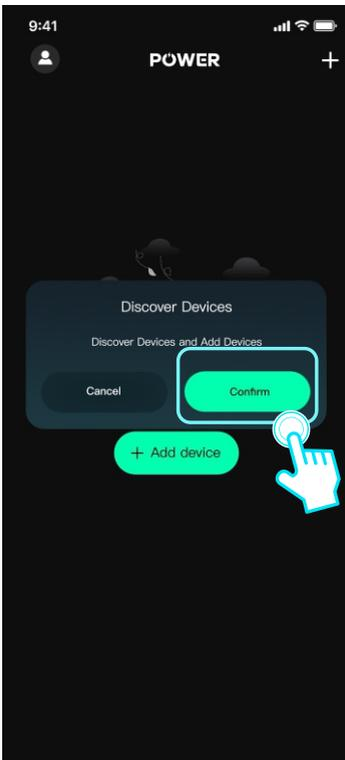 9:41
POWER
Discover Devices
Discover Devices and Add Devices
Cancel
Confirm
+ Add device